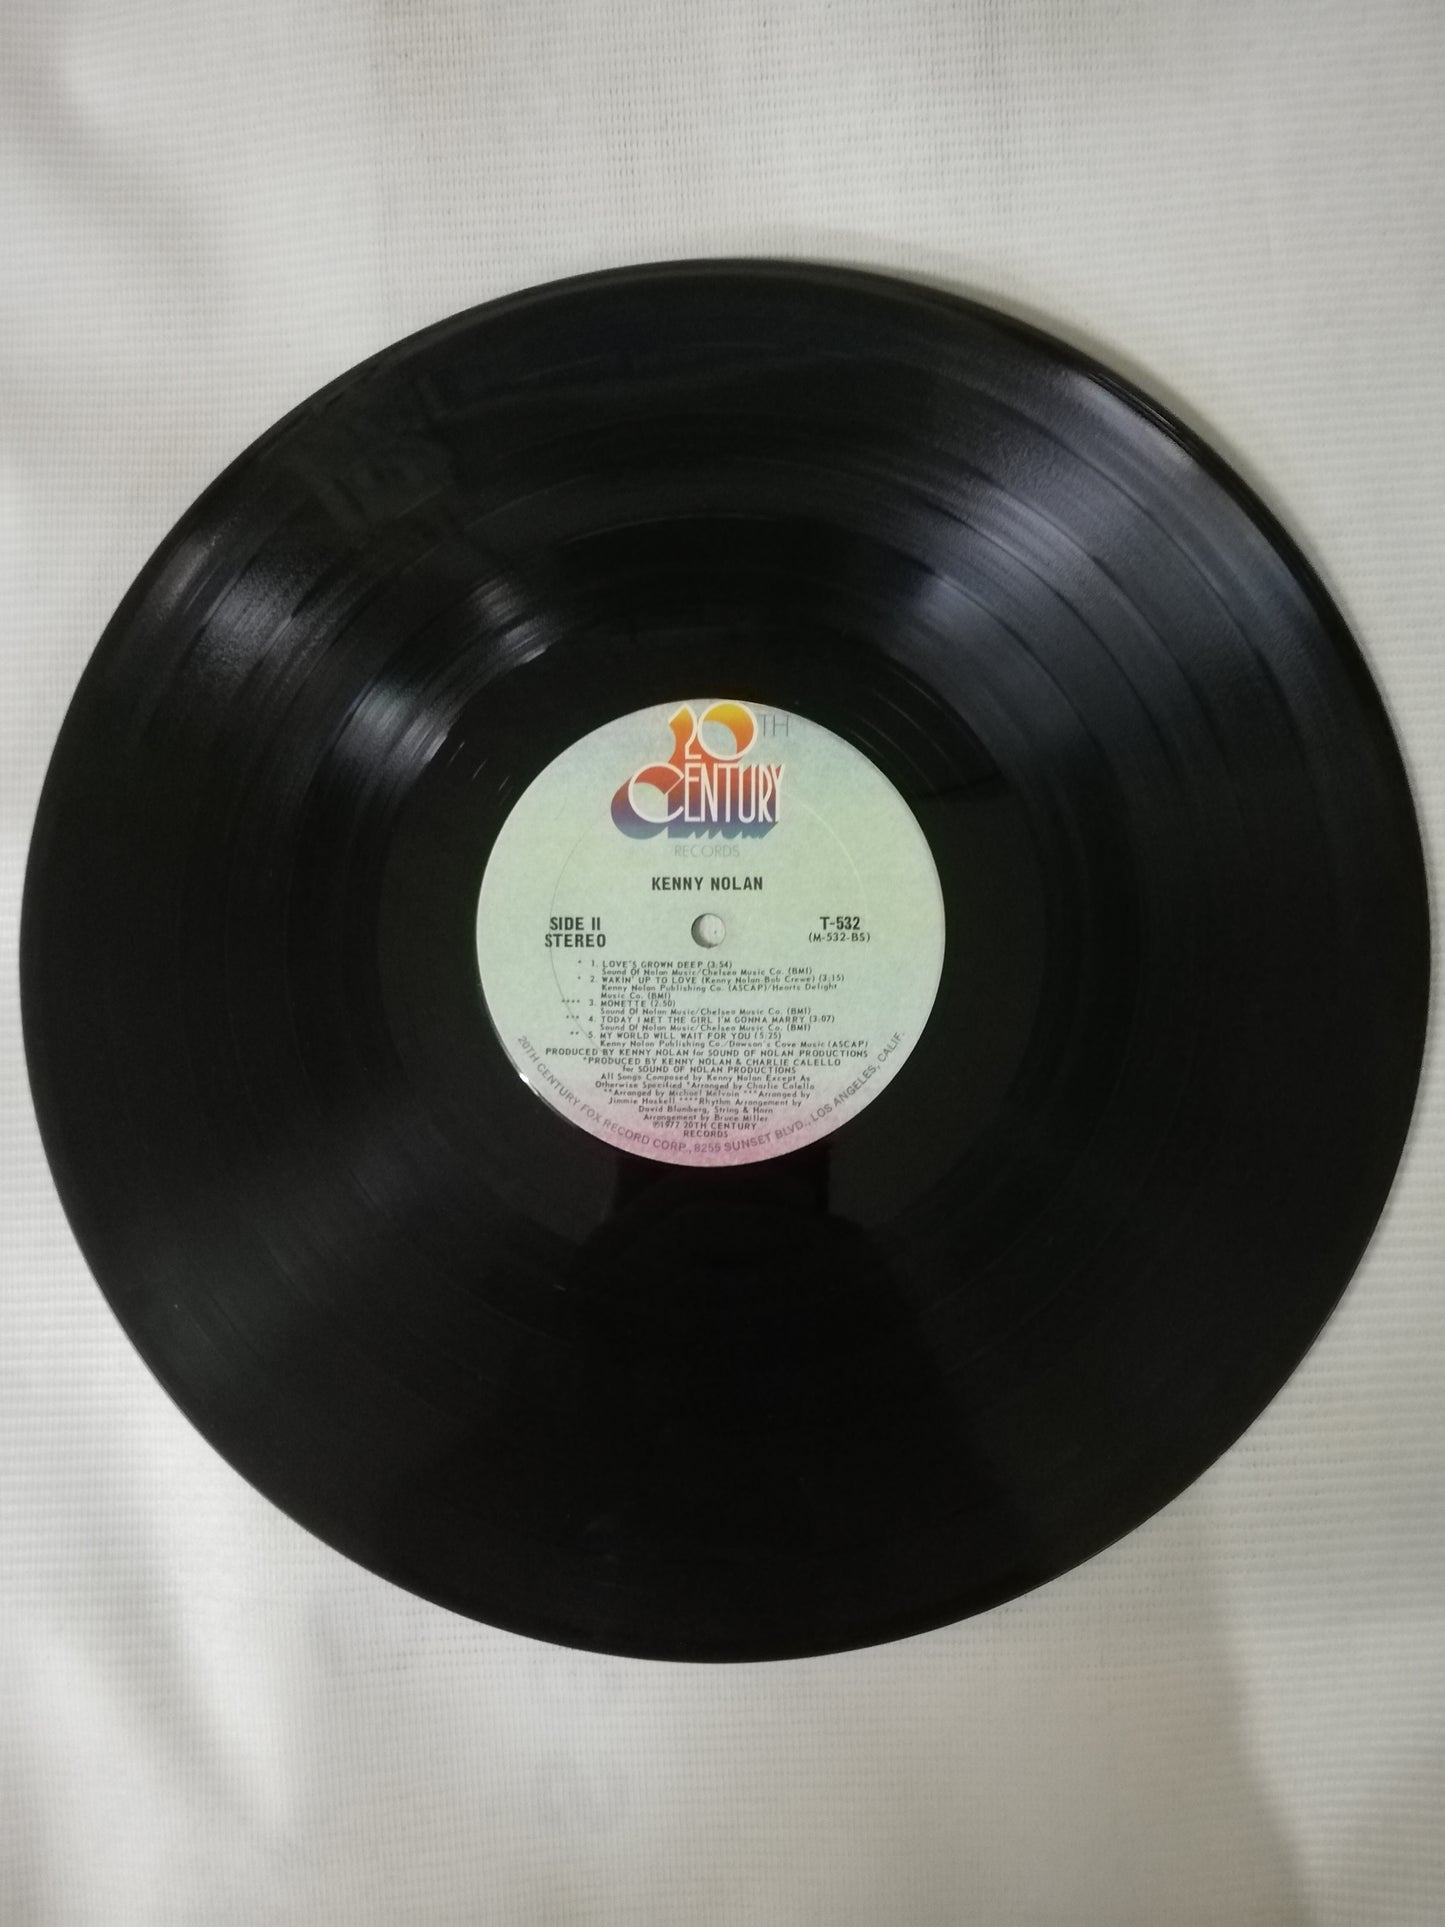 20TH
CENTURY
RECORDS
KENNY NOLAN
SIDE II
STEREO
T-532
(M-532-BS)
* 1. LOVE'S GROWN DEEP (3:54)
Sound Of Nolan Music/Chelsea Music Co. (BMI)
* 2. WAKIN' UP TO LOVE (Kenny Nolan-Bob Crewe) (3:15)
Kenny Nolan Publishing Co. (ASCAP)/Hearts Delight
Music Co. (BMI)
**** 3. MONETTE (2:50)
Sound Of Nolan Music/Chelsea Music Co. (BMI)
*** 4. TODAY I MET THE GIRL I'M GONNA MARRY (3:07)
Sound Of Nolan Music/Chelsea Music Co. (BMI)
** 5. MY WORLD WILL WAIT FOR YOU (5:25)
Kenny Nolan Publishing Co./Dawson's Cove Music (ASCAP)
PRODUCED BY KENNY NOLAN for SOUND OF NOLAN PRODUCTIONS
*PRODUCED BY KENNY NOLAN & CHARLIE CALELLO
for SOUND OF NOLAN PRODUCTIONS
All Songs Composed by Kenny Nolan Except As
Otherwise Specified *Arranged by Charlie Calello
**Arranged by Michael Melvoin ***Arranged by
Jimmie Haskell ****Rhythm Arrangement by
David Blumberg, String & Horn
Arrangement by Bruce Miller
℗1977 20TH CENTURY
RECORDS
20TH CENTURY FOX RECORD CORP., 8255 SUNSET BLVD., LOS ANGELES, CALIF.